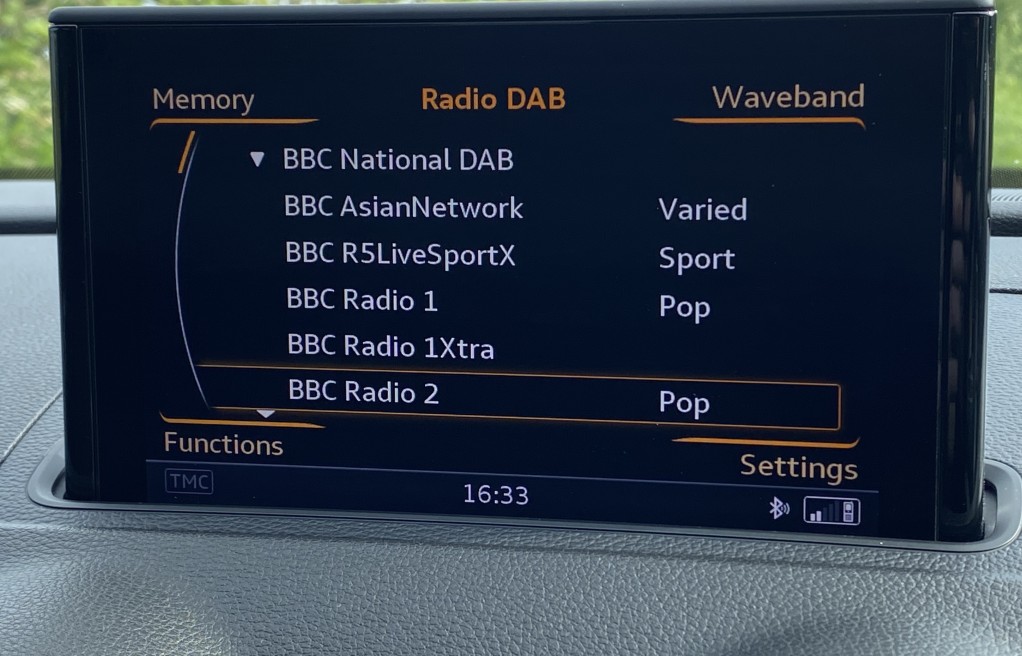 Memory Radio DAB Waveband
BBC National DAB
BBC AsianNetwork Varied
BBC R5LiveSportX Sport
BBC Radio 1 Pop
BBC Radio 1Xtra
BBC Radio 2 Pop
Functions Settings
TMC 16:33